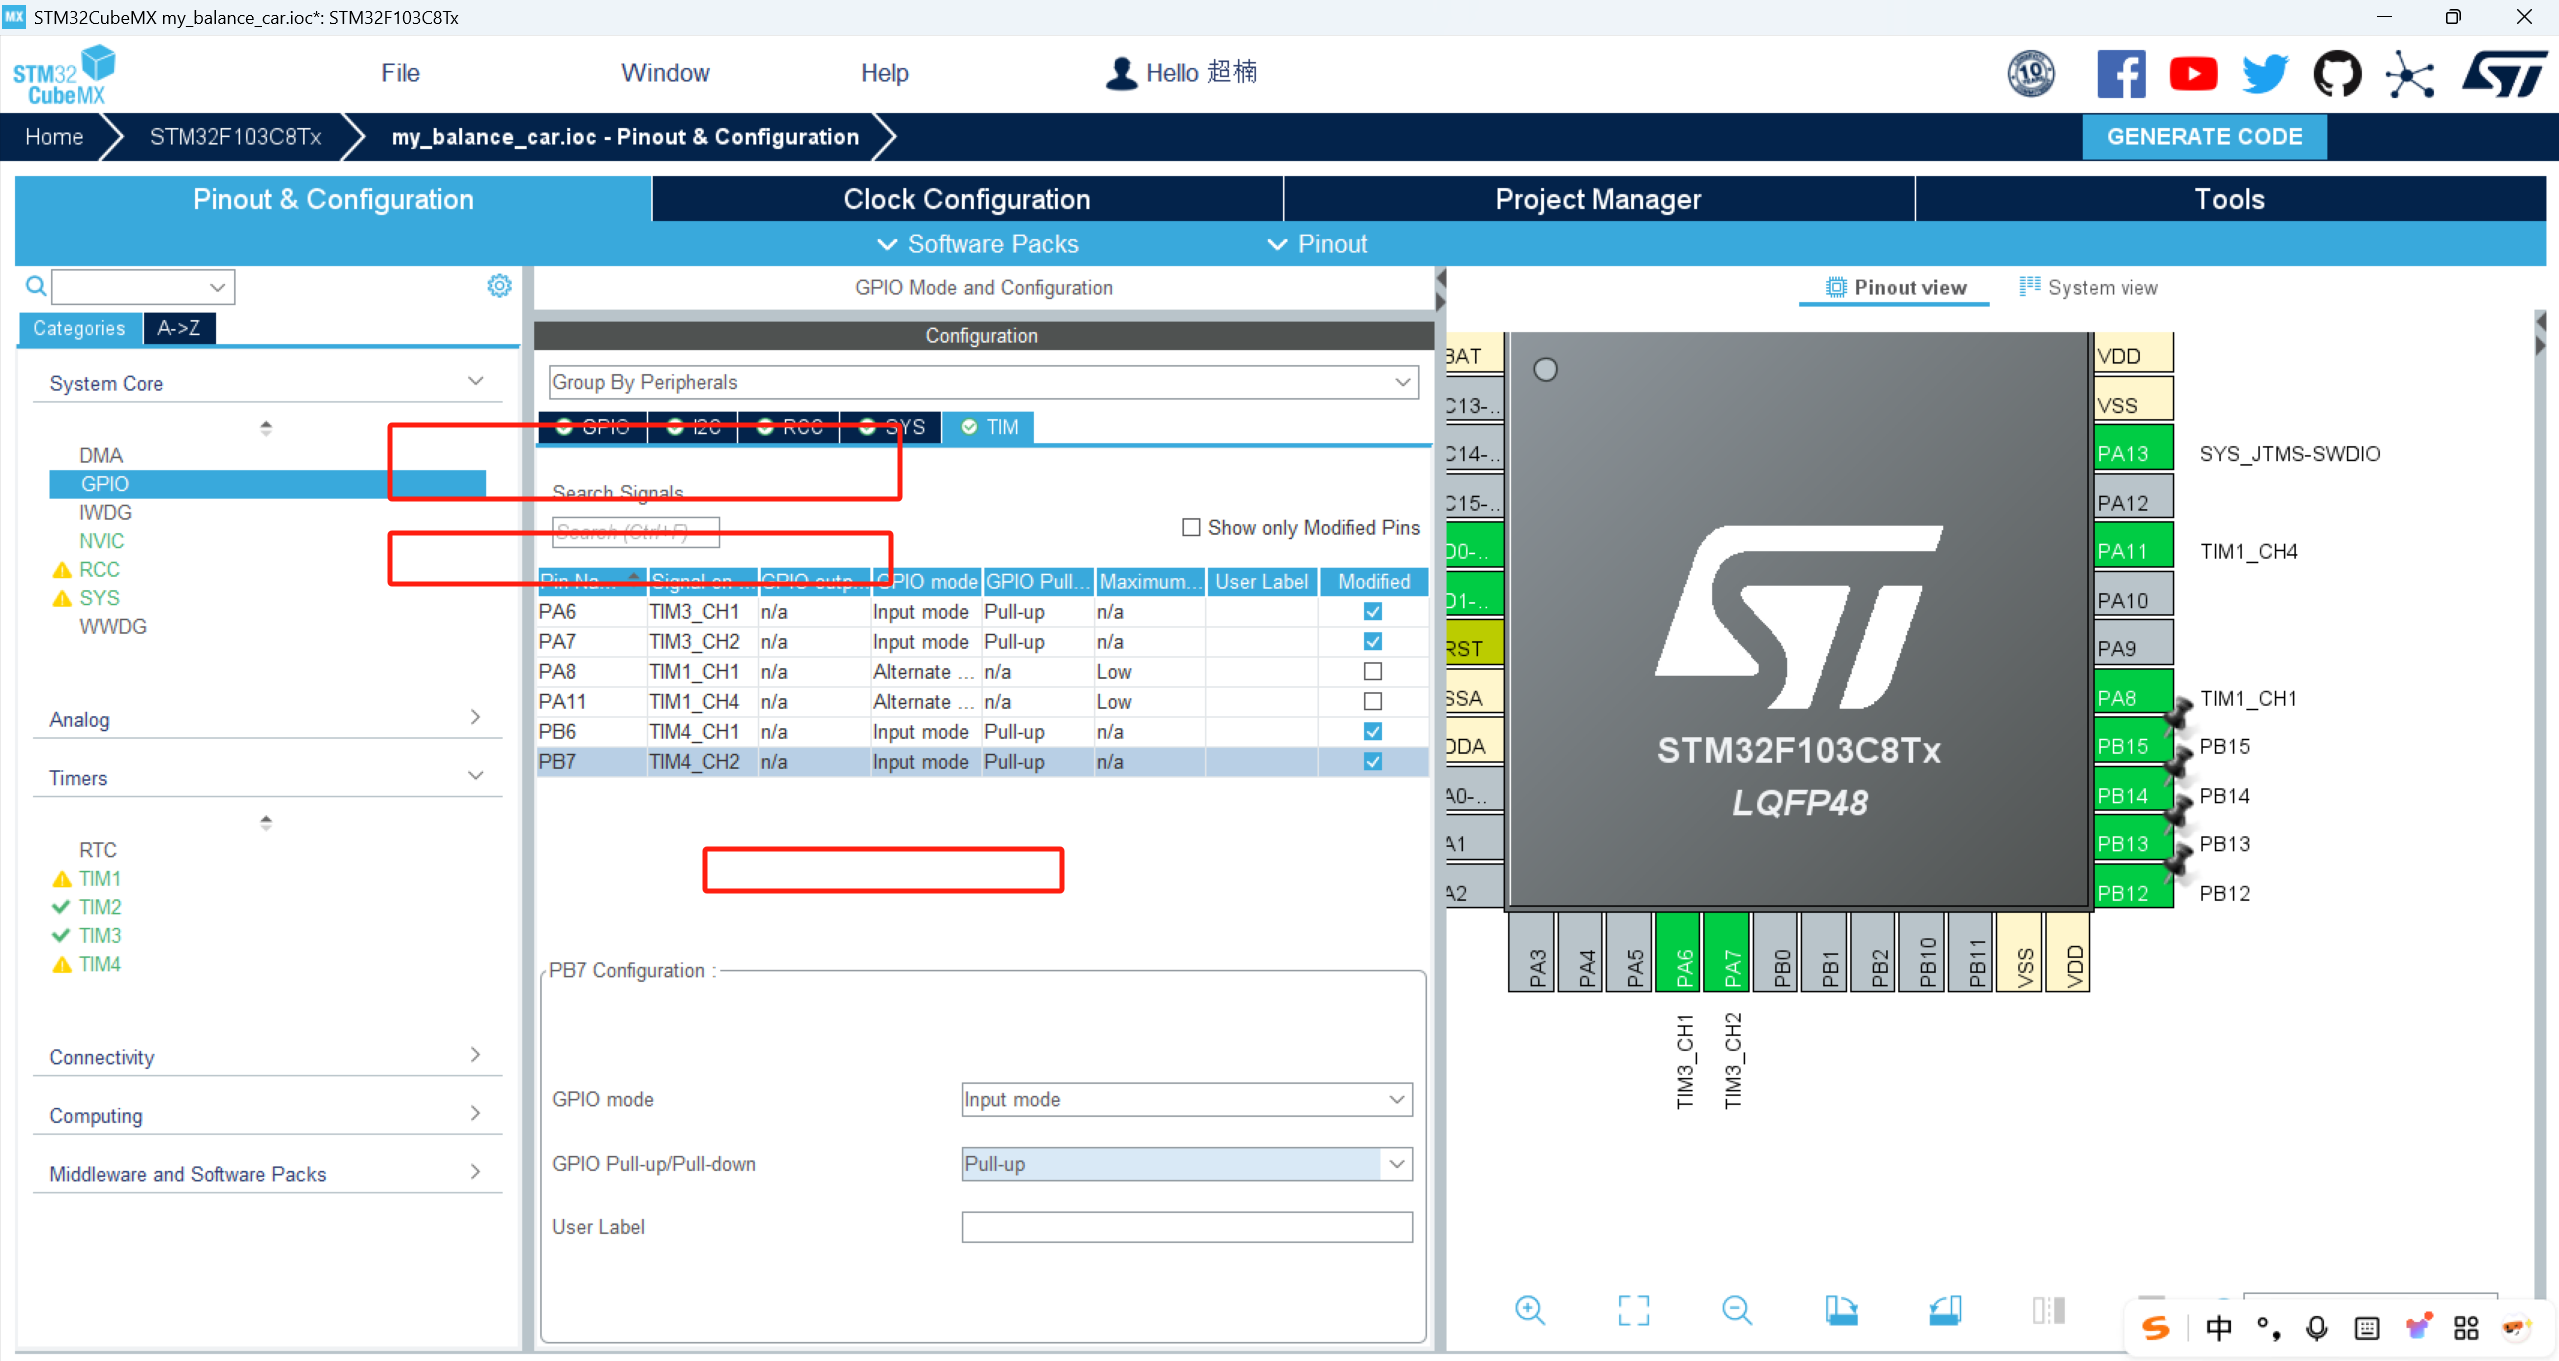 MX STM32CubeMX my_balance_car.ioc*: STM32F103C8Tx
STM32
CubeMX
File
Window
Help
Hello 超楠
10
Home
STM32F103C8Tx
my_balance_car.ioc - Pinout & Configuration
GENERATE CODE
Pinout & Configuration
Clock Configuration
Project Manager
Tools
Software Packs
Pinout
Categories
A->Z
System Core
DMA
GPIO
IWDG
NVIC
RCC
SYS
WWDG
Analog
Timers
RTC
TIM1
TIM2
TIM3
TIM4
Connectivity
Computing
Middleware and Software Packs
GPIO Mode and Configuration
Configuration
Group By Peripherals
GPIO I2C RCC SYS TIM
Search Signals
Search (Ctrl+F)
Show only Modified Pins
Pin Na... Signal on ... GPIO outp... GPIO mode GPIO Pull... Maximum... User Label Modified
PA6 TIM3_CH1 n/a Input mode Pull-up n/a
PA7 TIM3_CH2 n/a Input mode Pull-up n/a
PA8 TIM1_CH1 n/a Alternate ... n/a Low
PA11 TIM1_CH4 n/a Alternate ... n/a Low
PB6 TIM4_CH1 n/a Input mode Pull-up n/a
PB7 TIM4_CH2 n/a Input mode Pull-up n/a
PB7 Configuration :
GPIO mode
Input mode
GPIO Pull-up/Pull-down
Pull-up
User Label
Pinout view
System view
BAT
C13-..
C14-..
C15-..
D0-..
D1-..
RST
SSA
DDA
A0-..
A1
A2
STM32F103C8Tx
LQFP48
VDD
VSS
PA13 SYS_JTMS-SWDIO
PA12
PA11 TIM1_CH4
PA10
PA9
PA8 TIM1_CH1
PB15 PB15
PB14 PB14
PB13 PB13
PB12 PB12
PA3
PA4
PA5
PA6
PA7
PB0
PB1
PB2
PB10
PB11
VSS
VDD
TIM3_CH1
TIM3_CH2
中